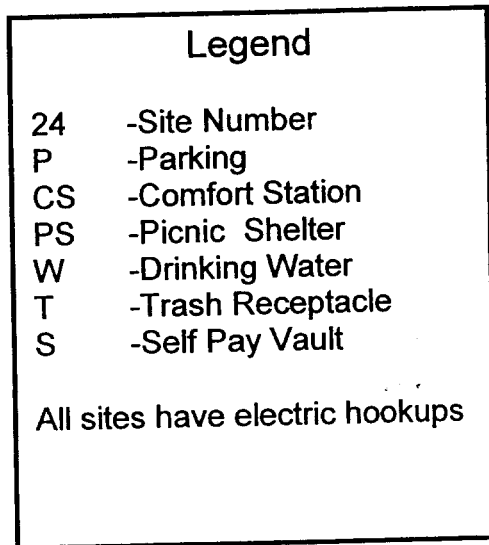 Legend
24 -Site Number
P -Parking
CS -Comfort Station
PS -Picnic Shelter
W -Drinking Water
T -Trash Receptacle
S -Self Pay Vault
All sites have electric hookups